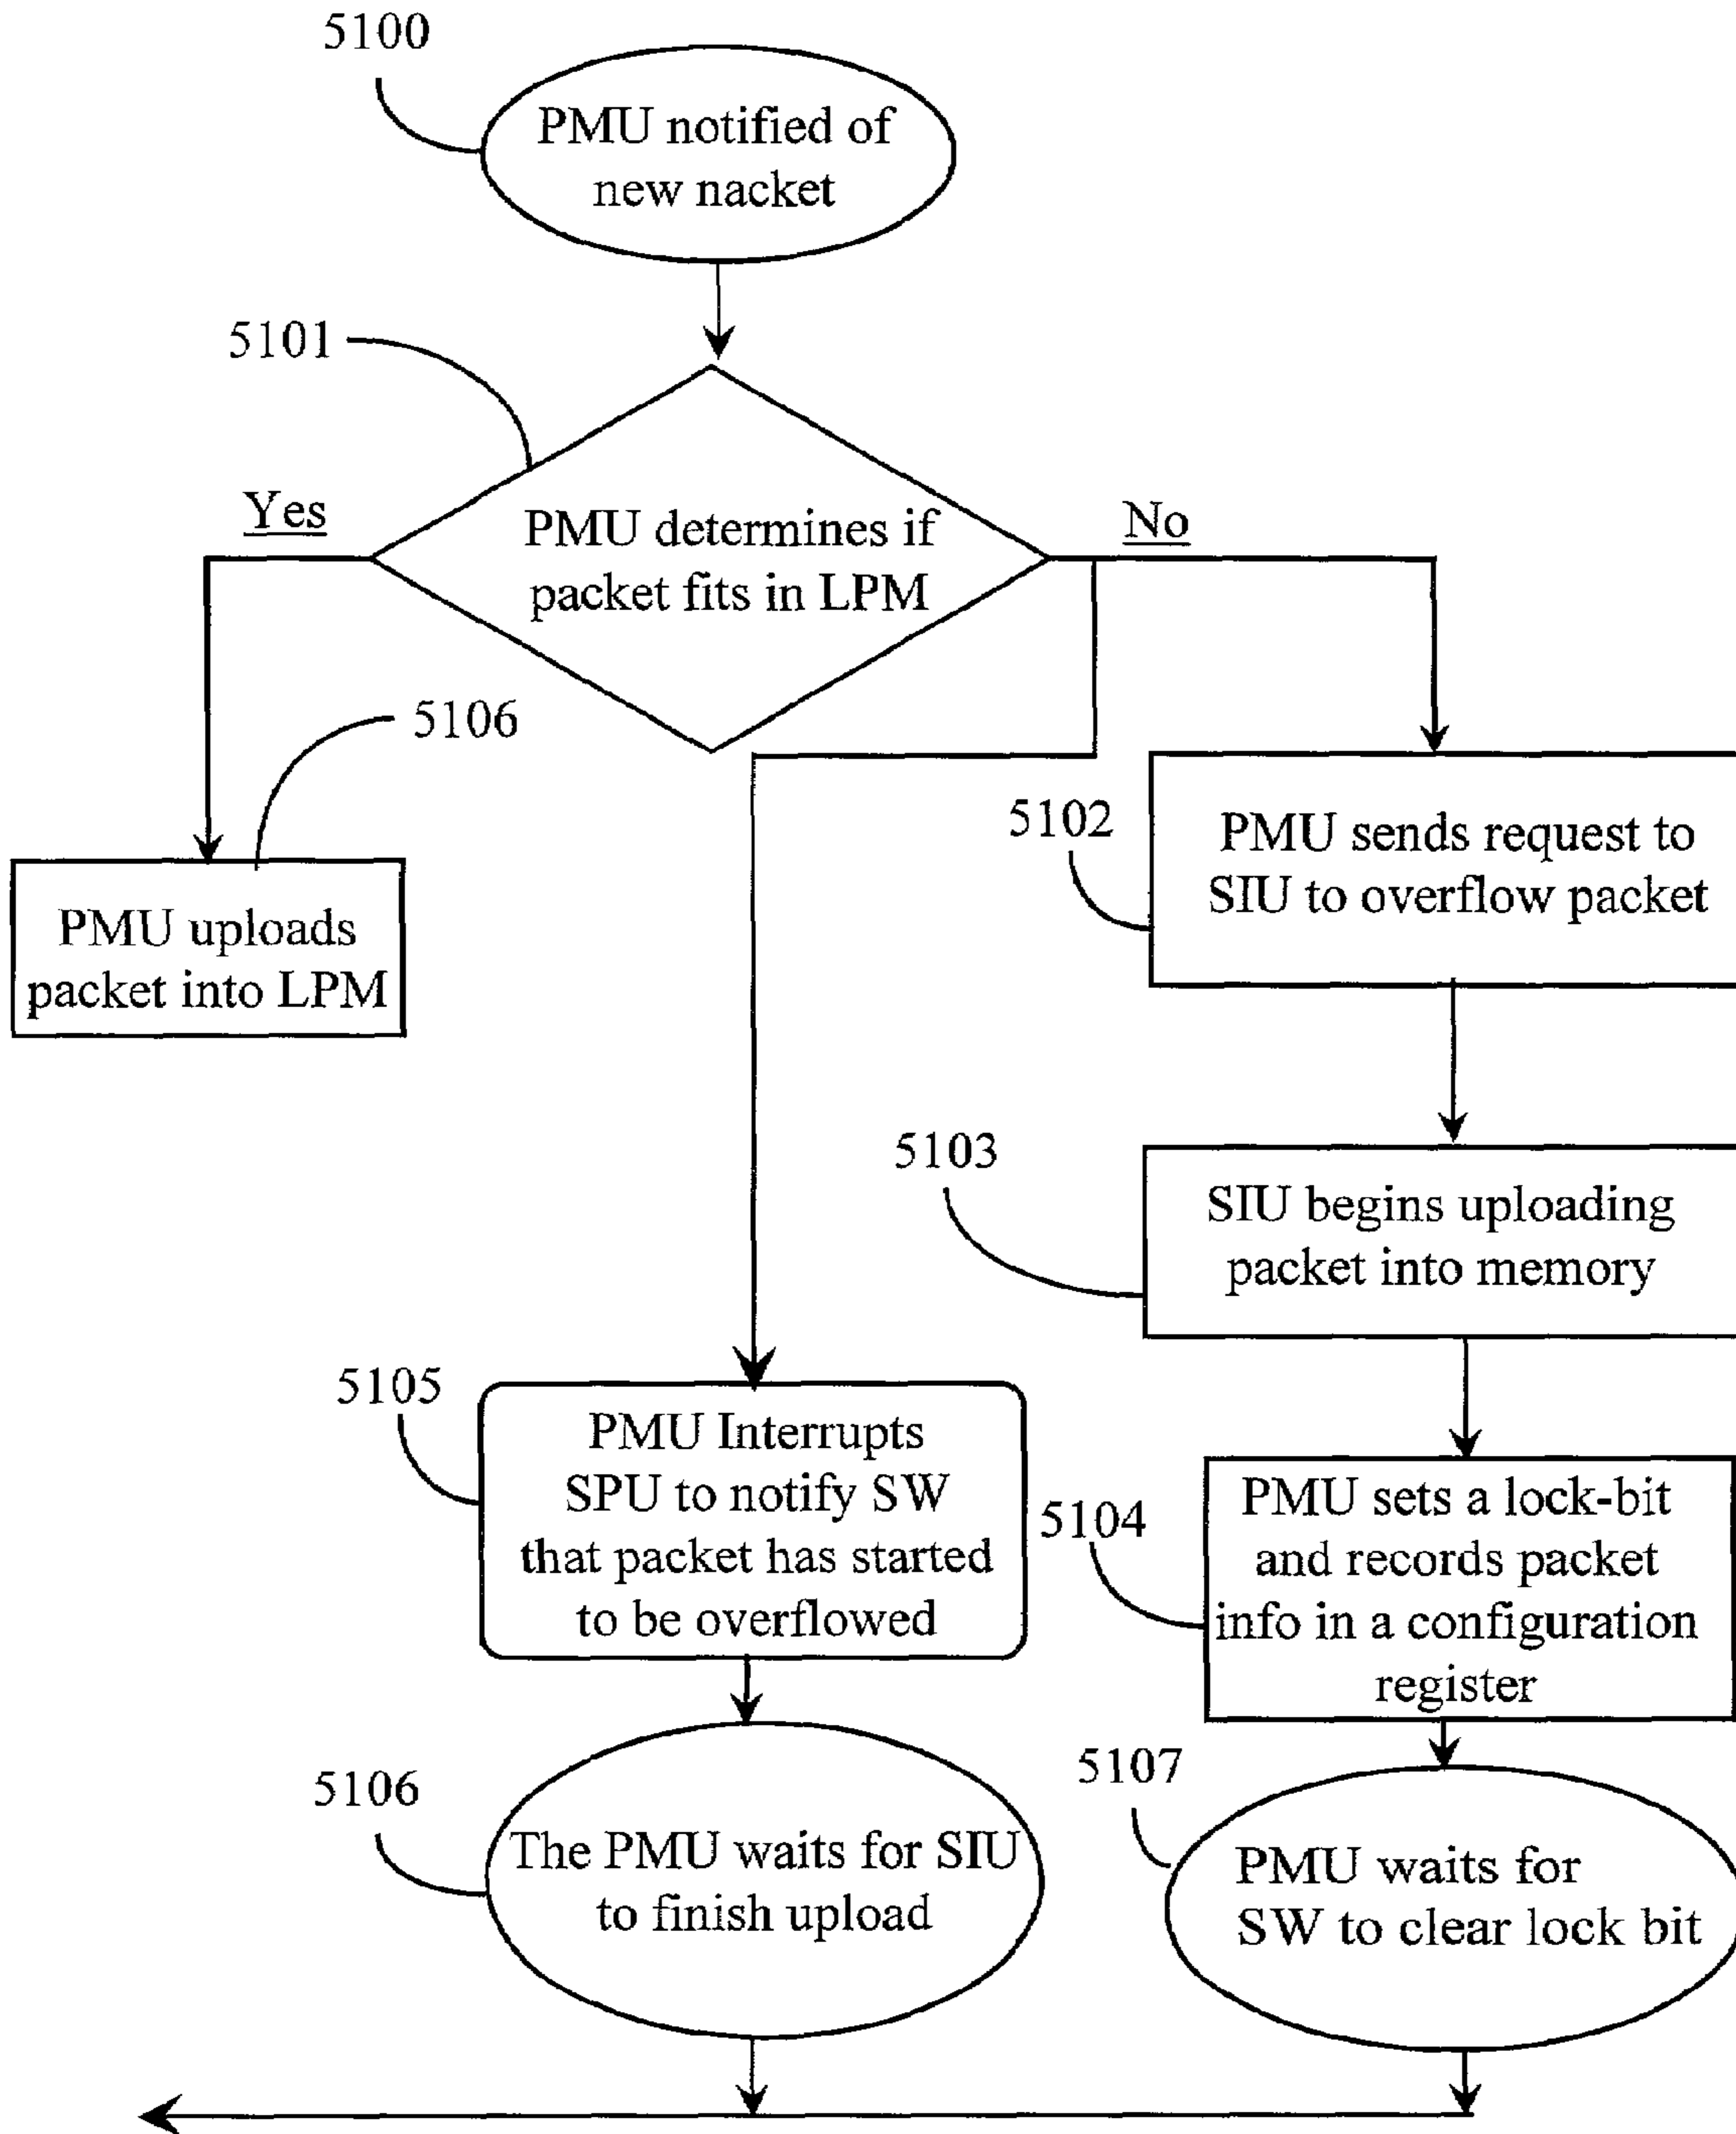 5100
PMU notified of
new nacket
5101
Yes
No
PMU determines if
packet fits in LPM
5106
PMU uploads
packet into LPM
5102
PMU sends request to
SIU to overflow packet
5103
SIU begins uploading
packet into memory
5105
PMU Interrupts
SPU to notify SW
that packet has started
to be overflowed
5104
PMU sets a lock-bit
and records packet
info in a configuration
register
5106
The PMU waits for SIU
to finish upload
5107
PMU waits for
SW to clear lock bit